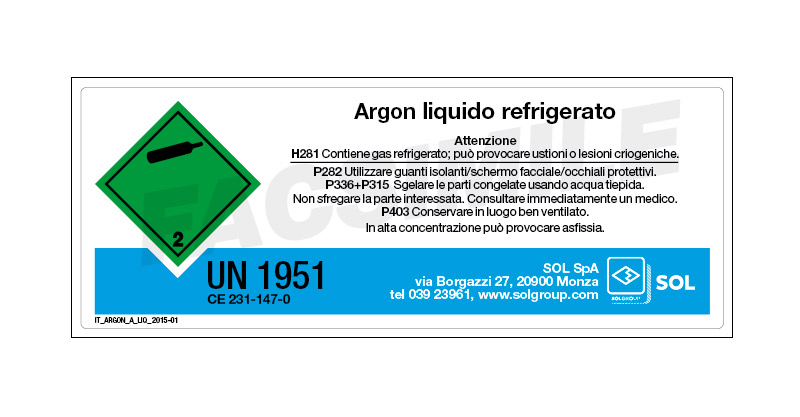 Argon liquido refrigerato
Attenzione
H281 Contiene gas refrigerato; può provocare ustioni o lesioni criogeniche.
P282 Utilizzare guanti isolanti/schermo facciale/occhiali protettivi.
P336+P315 Sgelare le parti congelate usando acqua tiepida.
Non sfregare la parte interessata. Consultare immediatamente un medico.
P403 Conservare in luogo ben ventilato.
In alta concentrazione può provocare asfissia.
FACSIMILE
2
UN 1951
CE 231-147-0
SOL SpA
via Borgazzi 27, 20900 Monza
tel 039 23961, www.solgroup.com
SOLGROUP
SOL
IT_ARGON_A_LIQ_2015-01